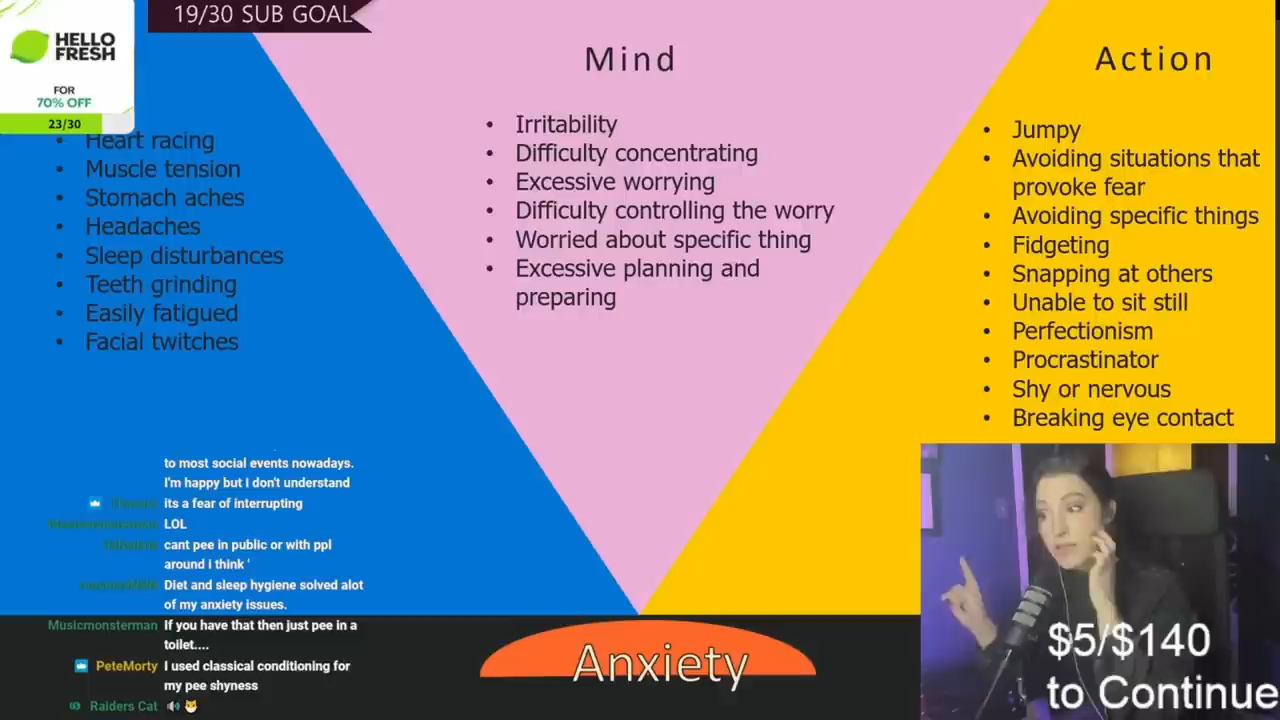 19/30 SUB GOAL
HELLO
FRESH
FOR
70% OFF
23/30
Heart racing
Muscle tension
Stomach aches
Headaches
Sleep disturbances
Teeth grinding
Easily fatigued
Facial twitches
Mind
Irritability
Difficulty concentrating
Excessive worrying
Difficulty controlling the worry
Worried about specific thing
Excessive planning and
preparing
Action
Jumpy
Avoiding situations that
provoke fear
Avoiding specific things
Fidgeting
Snapping at others
Unable to sit still
Perfectionism
Procrastinator
Shy or nervous
Breaking eye contact
to most social events nowadays.
I'm happy but I don't understand
its a fear of interrupting
LOL
cant pee in public or with ppl
around i think '
Diet and sleep hygiene solved alot
of my anxiety issues.
Musicmonsterman If you have that then just pee in a
toilet....
PeteMorty I used classical conditioning for
my pee shyness
Raiders Cat
Anxiety
$5/$140
to Continue